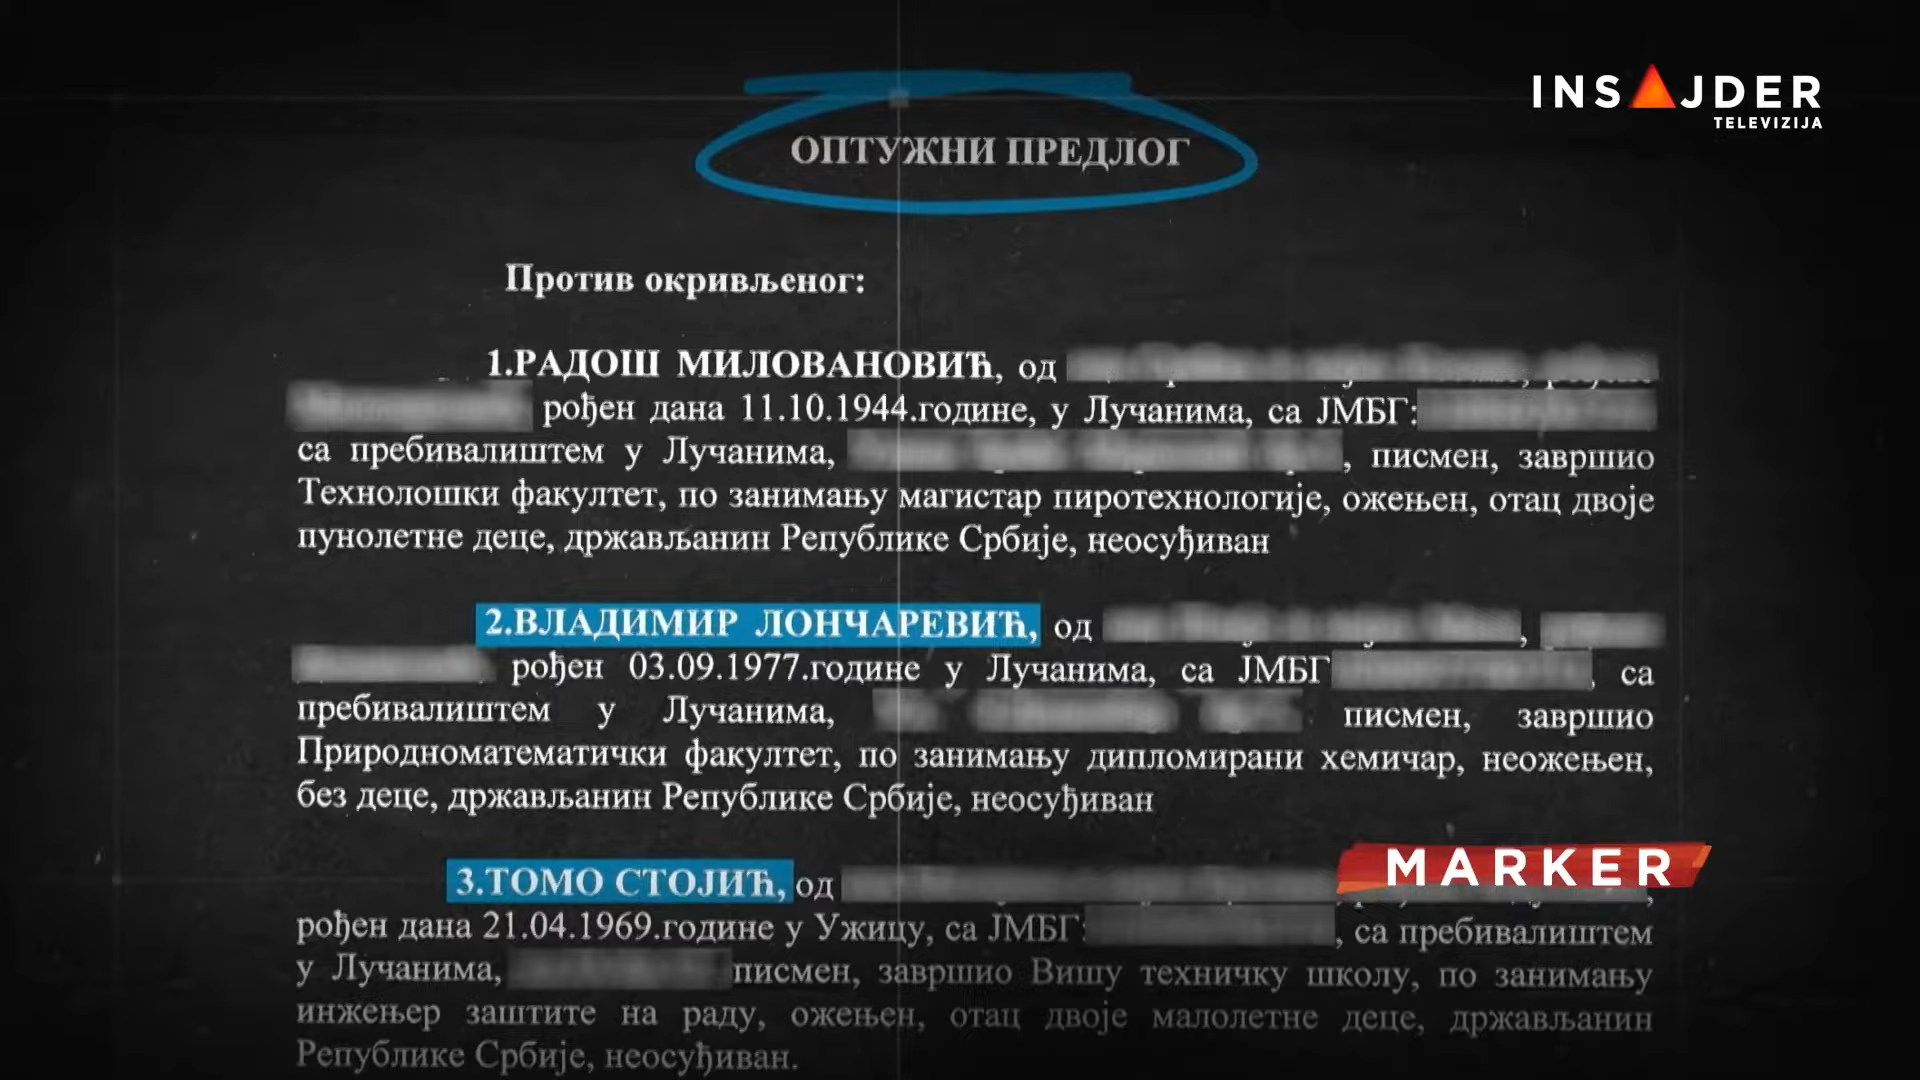 INSAJDER
TELEVIZIJA
ОПТУЖНИ ПРЕДЛОГ
Против окривљеног:
1.РАДОШ МИЛОВАНОВИЋ, од
рођен дана 11.10.1944.године, у Лучанима, са ЈМБГ:
са пребивалиштем у Лучанима, , писмен, завршио
Технолошки факултет, по занимању магистар пиротехнологије, ожењен, отац двоје
пунолетне деце, држављанин Републике Србије, неосуђиван
2.ВЛАДИМИР ЛОНЧАРЕВИЋ, од ,
рођен 03.09.1977.године у Лучанима, са ЈМБГ , са
пребивалиштем у Лучанима, писмен, завршио
Природноматематички факултет, по занимању дипломирани хемичар, неожењен,
без деце, држављанин Републике Србије, неосуђиван
MARKER
3.ТОМО СТОЈИЋ, од
рођен дана 21.04.1969.године у Ужицу, са ЈМБГ: , са пребивалиштем
у Лучанима, писмен, завршио Вишу техничку школу, по занимању
инжењер заштите на раду, ожењен, отац двоје малолетне деце, држављанин
Републике Србије, неосуђиван.